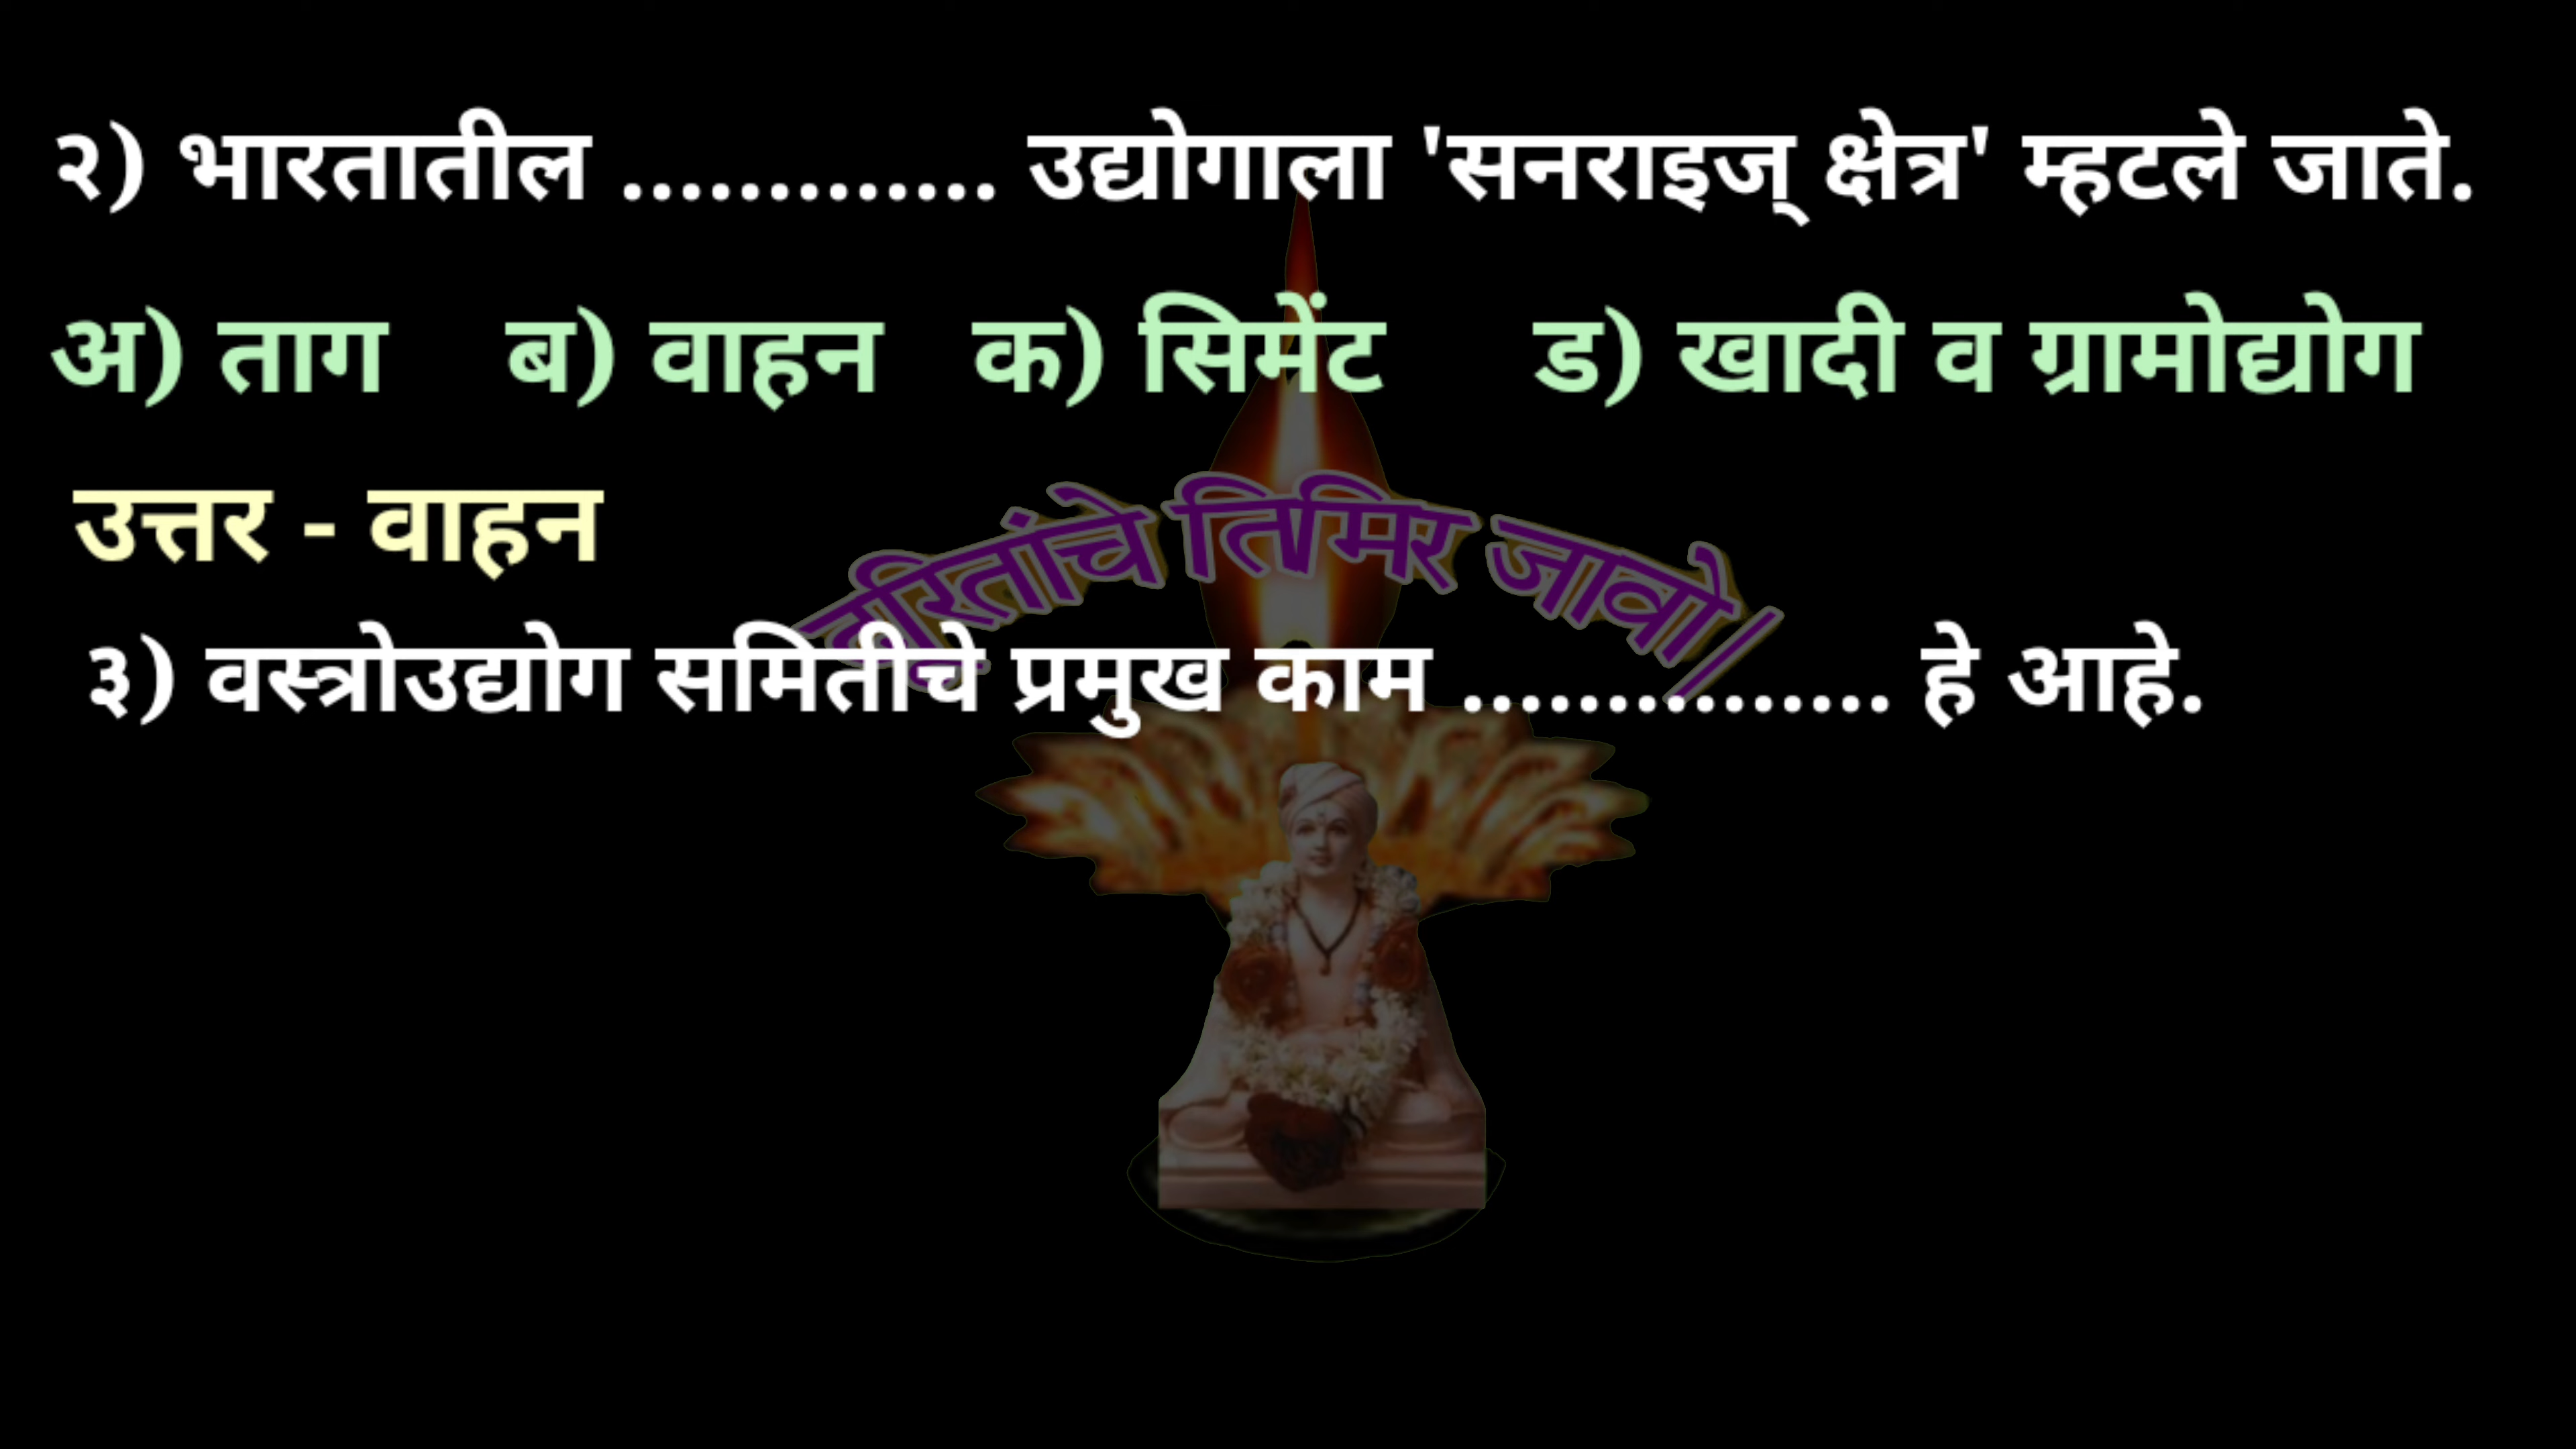 २) भारतातील ............. उद्योगाला 'सनराइज् क्षेत्र' म्हटले जाते.
अ) ताग ब) वाहन क) सिमेंट ड) खादी व ग्रामोद्योग
उत्तर - वाहन
दुरितांचे तिमिर जावो।
३) वस्त्रोउद्योग समितीचे प्रमुख काम ............... हे आहे.